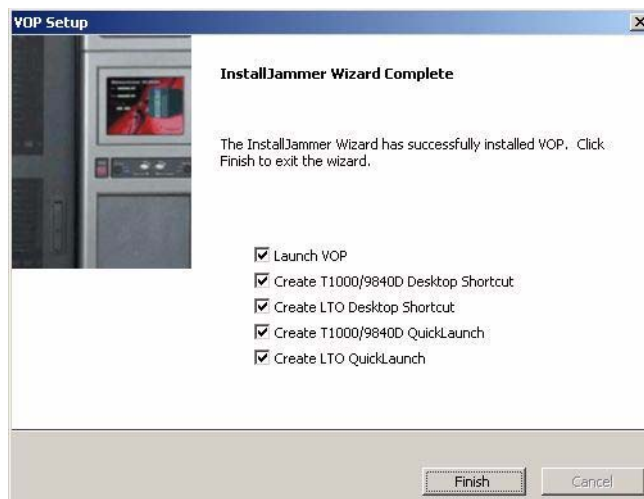 VOP Setup
InstallJammer Wizard Complete
The InstallJammer Wizard has successfully installed VOP. Click
Finish to exit the wizard.
Launch VOP
Create T1000/9840D Desktop Shortcut
Create LTO Desktop Shortcut
Create T1000/9840D QuickLaunch
Create LTO QuickLaunch
Finish
Cancel